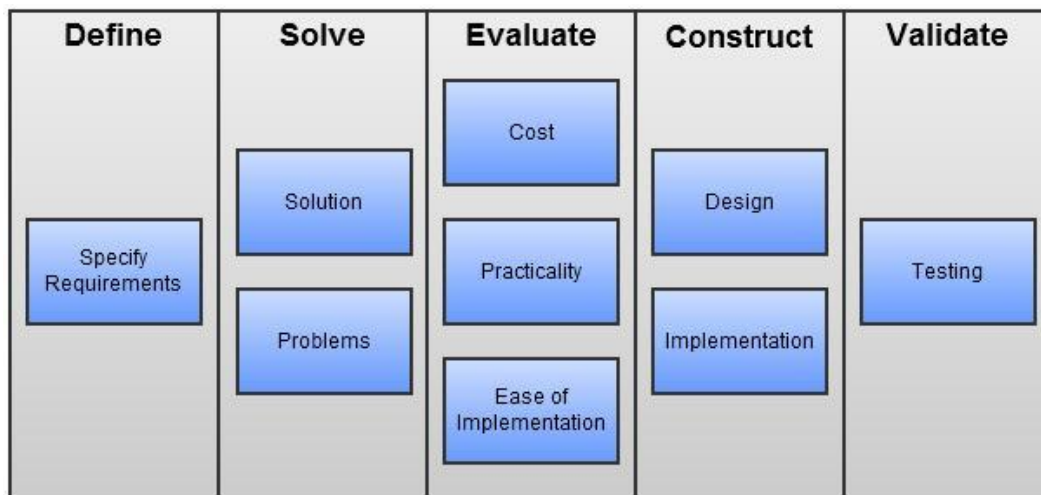 Define
Specify
Requirements
Solve
Solution
Problems
Evaluate
Cost
Practicality
Ease of
Implementation
Construct
Design
Implementation
Validate
Testing